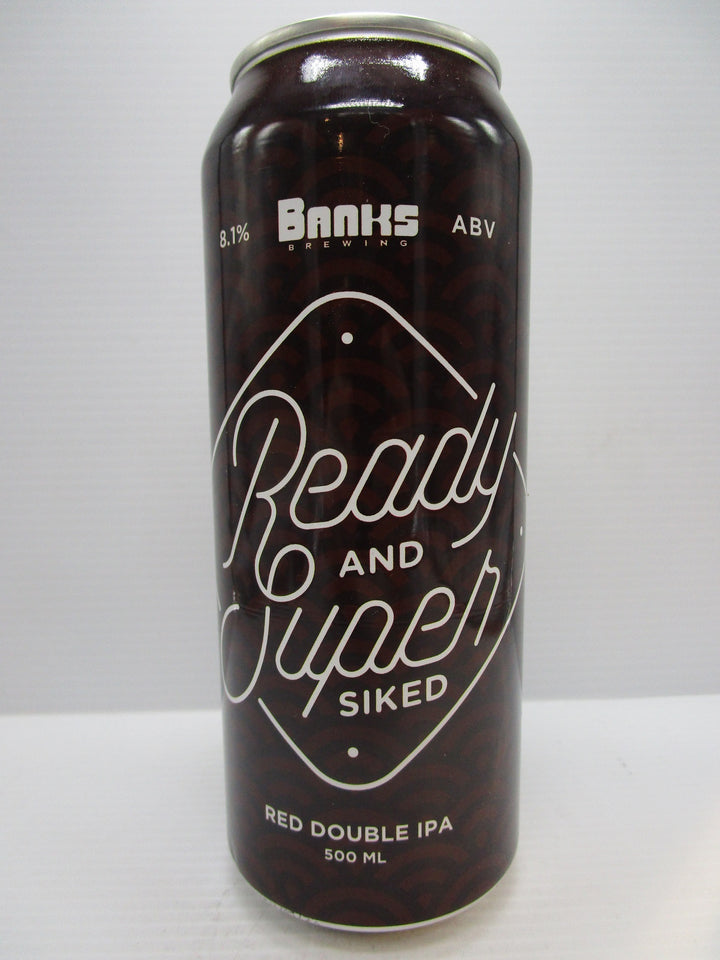 8.1% BANKS ABV
BREWING
Ready
AND
Super
SIKED
RED DOUBLE IPA
500 ML